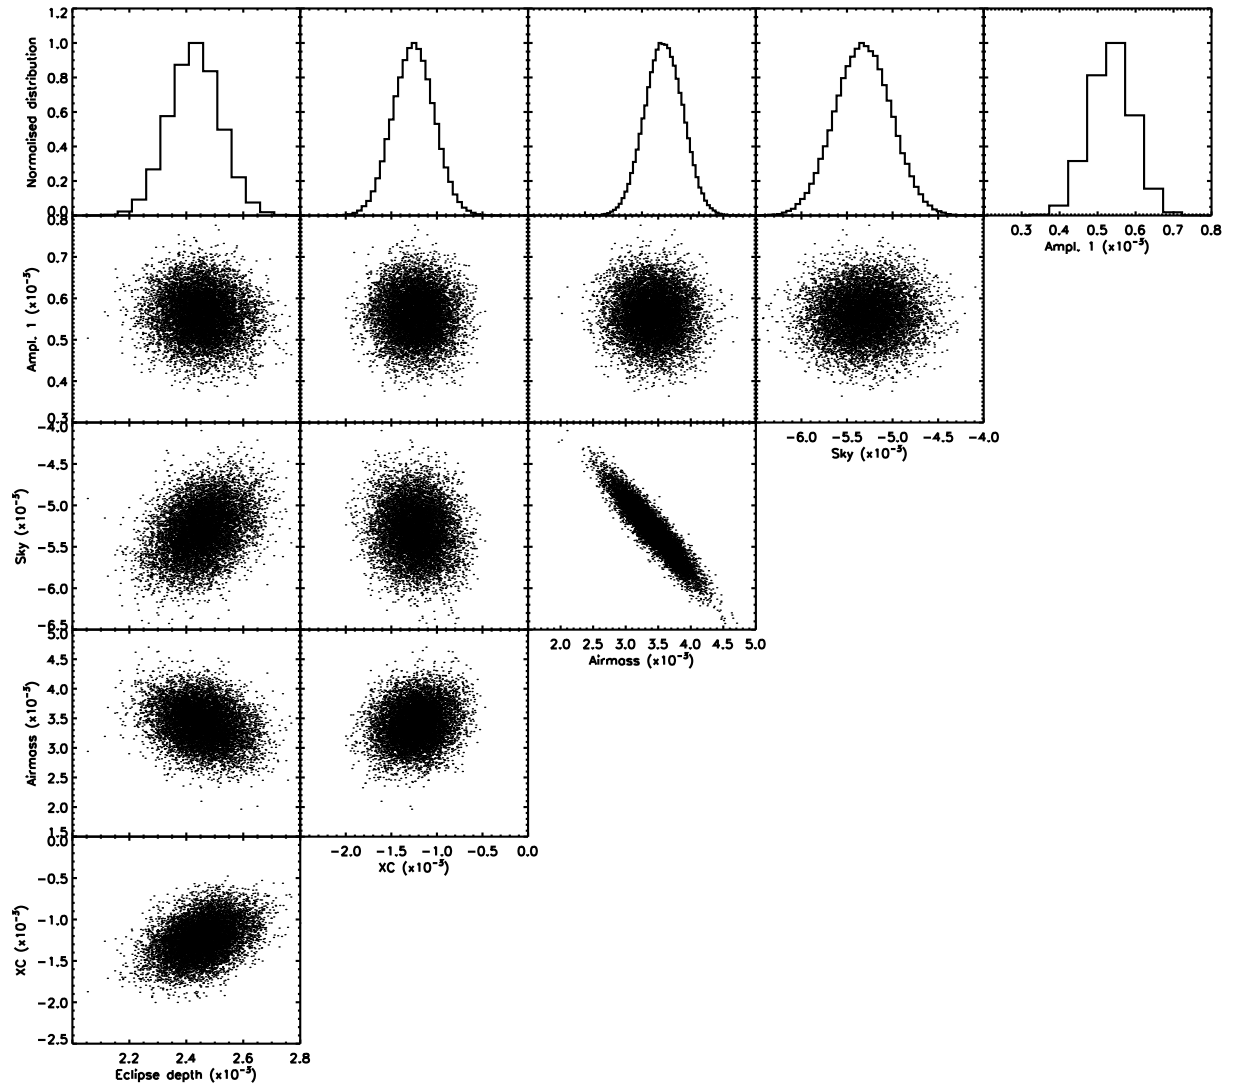 1.2
1.0
0.8
0.6
0.4
0.2
0.0
Normalised distribution
0.3 0.4 0.5 0.6 0.7 0.8
Ampl. 1 (x10⁻³)
0.8
0.7
0.6
0.5
0.4
0.3
Ampl. 1 (x10⁻³)
−6.0 −5.5 −5.0 −4.5 −4.0
Sky (x10⁻³)
−4.0
−4.5
−5.0
−5.5
−6.0
−6.5
Sky (x10⁻³)
2.0 2.5 3.0 3.5 4.0 4.5 5.0
Airmass (x10⁻³)
5.0
4.5
4.0
3.5
3.0
2.5
2.0
1.5
Airmass (x10⁻³)
−2.0 −1.5 −1.0 −0.5 0.0
XC (x10⁻³)
0.0
−0.5
−1.0
−1.5
−2.0
−2.5
XC (x10⁻³)
2.2 2.4 2.6 2.8
Eclipse depth (x10⁻³)